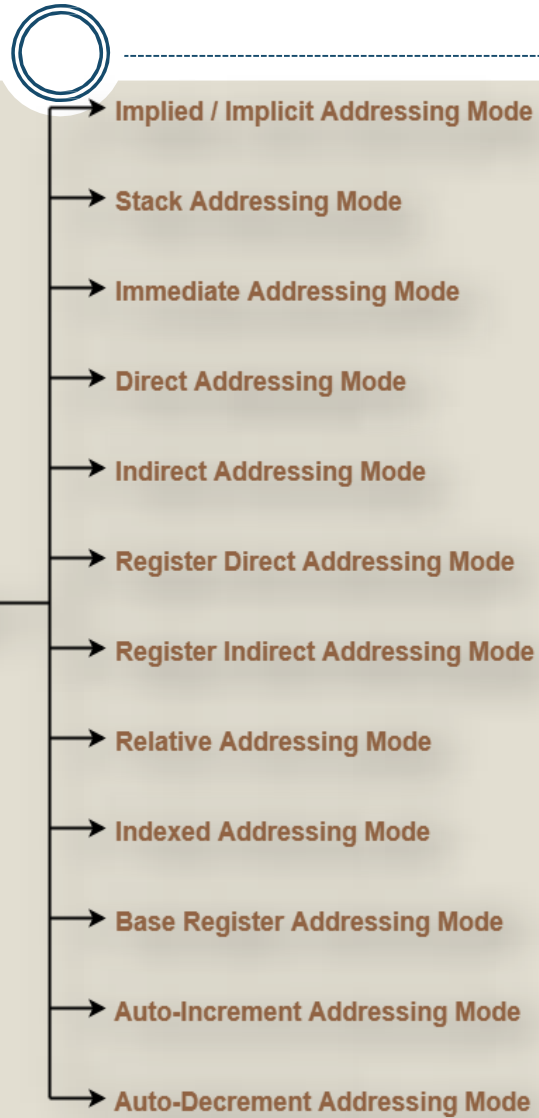 Implied / Implicit Addressing Mode
Stack Addressing Mode
Immediate Addressing Mode
Direct Addressing Mode
Indirect Addressing Mode
Register Direct Addressing Mode
Register Indirect Addressing Mode
Relative Addressing Mode
Indexed Addressing Mode
Base Register Addressing Mode
Auto-Increment Addressing Mode
Auto-Decrement Addressing Mode